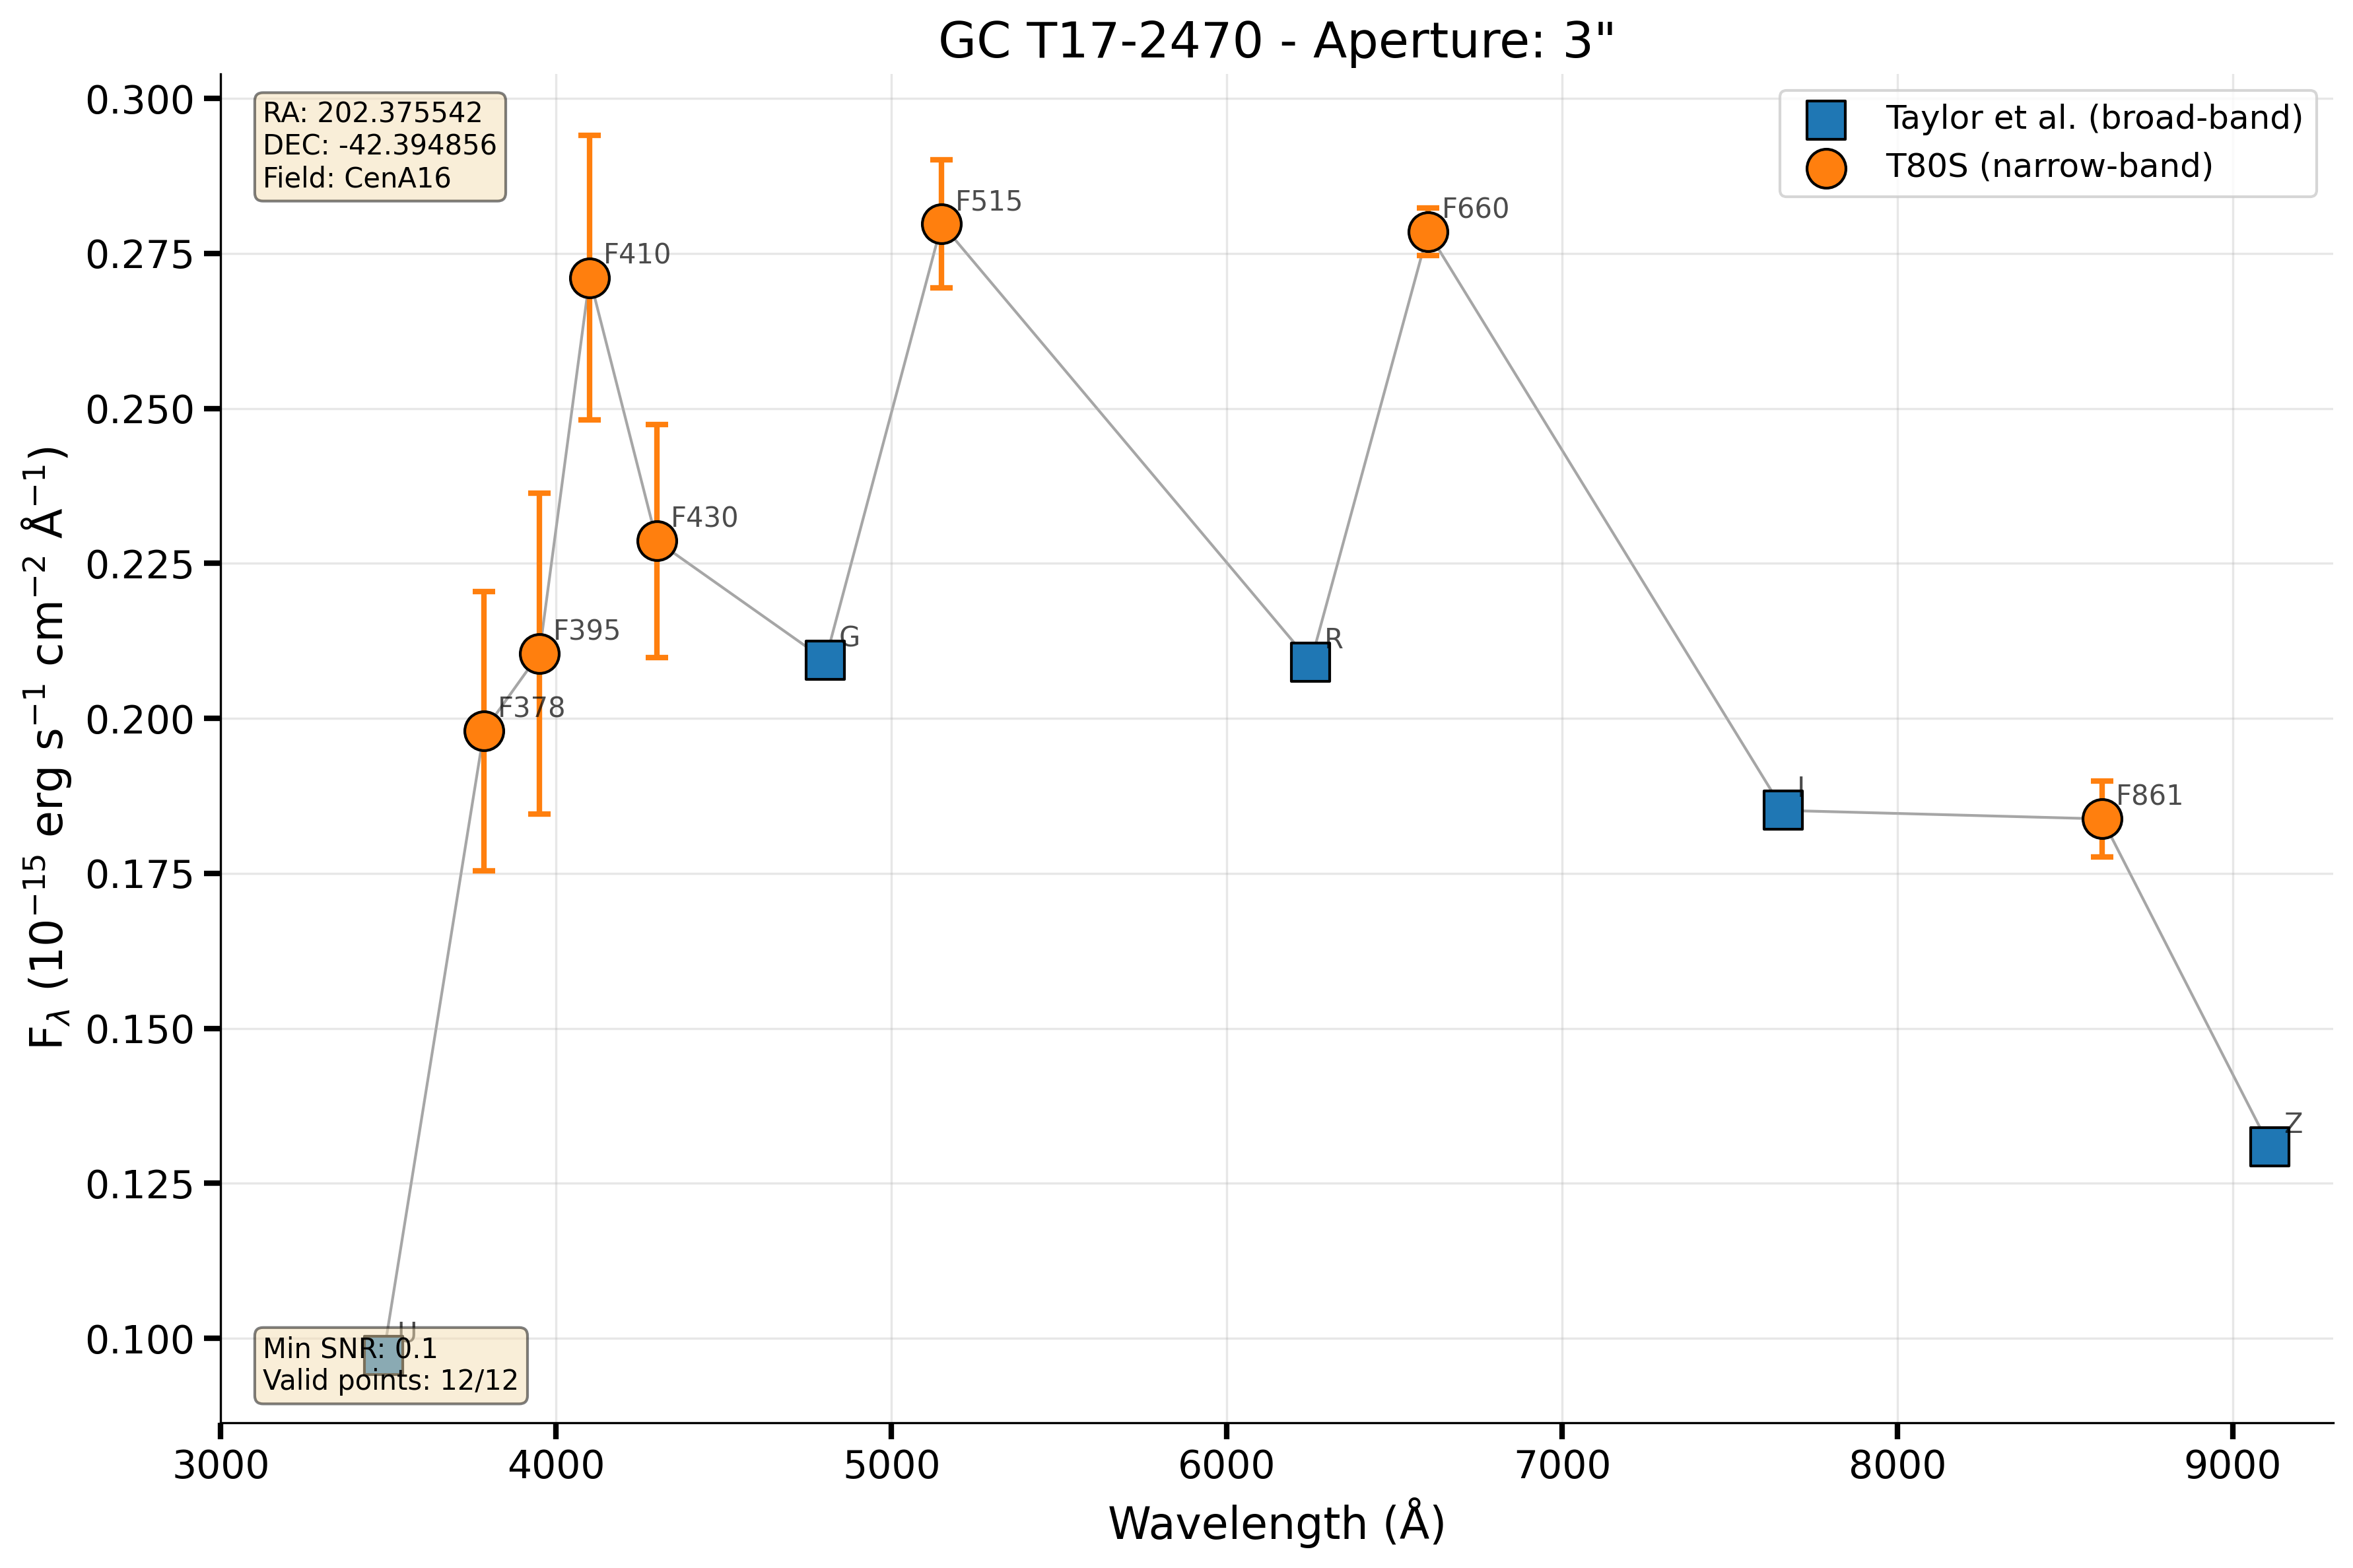 GC T17-2470 - Aperture: 3"
RA: 202.375542
DEC: -42.394856
Field: CenA16
Taylor et al. (broad-band)
T80S (narrow-band)
F515
F660
F410
F430
F395
G
R
F378
I
F861
Z
U
Min SNR: 0.1
Valid points: 12/12
0.300
0.275
0.250
0.225
0.200
0.175
0.150
0.125
0.100
F_λ (10⁻¹⁵ erg s⁻¹ cm⁻² Å⁻¹)
3000 4000 5000 6000 7000 8000 9000
Wavelength (Å)